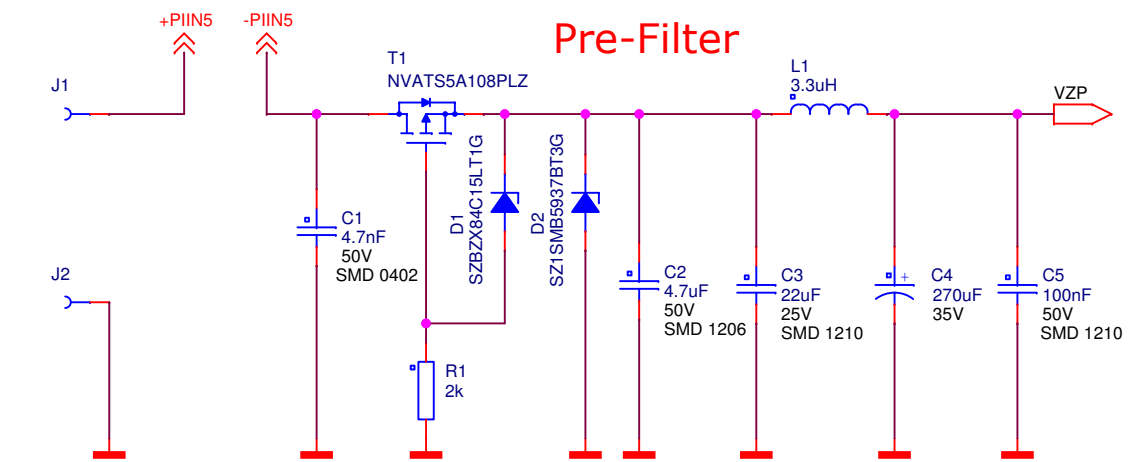 Pre-Filter
+PIIN5
-PIIN5
J1
T1
NVATS5A108PLZ
L1
3.3uH
VZP
D1
SZBZX84C15LT1G
D2
SZ1SMB5937BT3G
C1
4.7nF
50V
SMD 0402
J2
C2
4.7uF
50V
SMD 1206
C3
22uF
25V
SMD 1210
+
C4
270uF
35V
C5
100nF
50V
SMD 1210
R1
2k